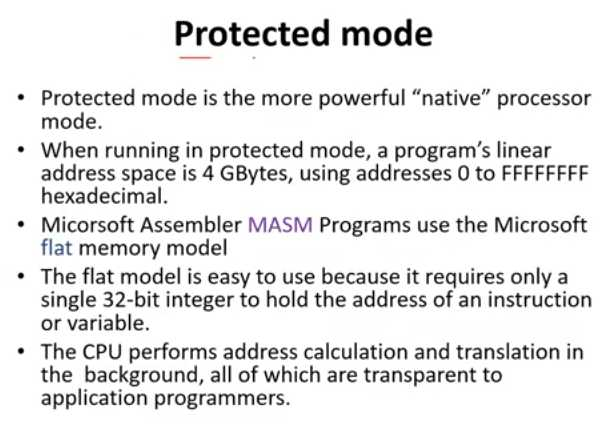 Protected mode
• Protected mode is the more powerful “native” processor
mode.
• When running in protected mode, a program’s linear
address space is 4 GBytes, using addresses 0 to FFFFFFFF
hexadecimal.
• Micorsoft Assembler MASM Programs use the Microsoft
flat memory model
• The flat model is easy to use because it requires only a
single 32-bit integer to hold the address of an instruction
or variable.
• The CPU performs address calculation and translation in
the  background, all of which are transparent to
application programmers.